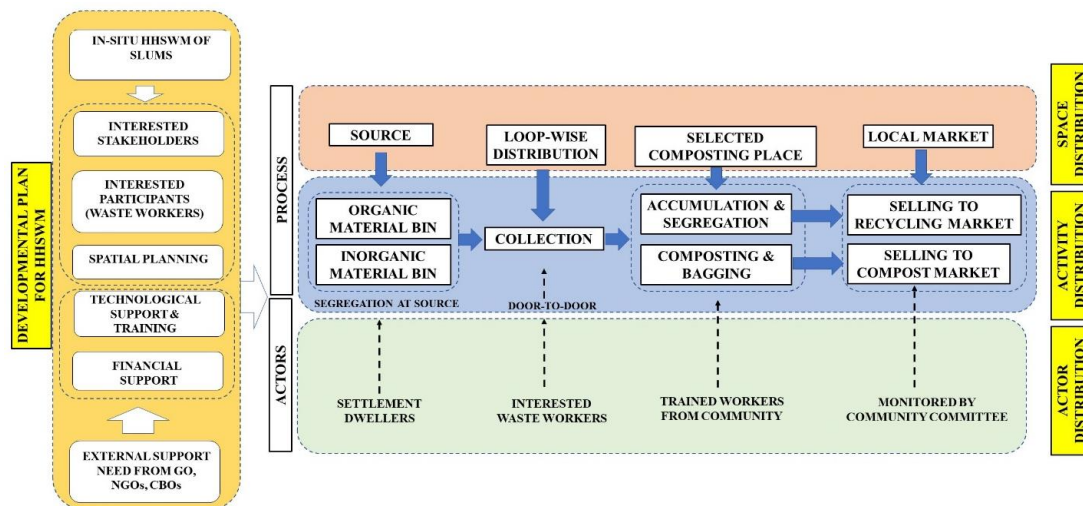 DEVELOPMENTAL PLAN
FOR HHSWM
IN-SITU HHSWM OF
SLUMS
INTERESTED
STAKEHOLDERS
INTERESTED
PARTICIPANTS
(WASTE WORKERS)
SPATIAL PLANNING
TECHNOLOGICAL
SUPPORT &
TRAINING
FINANCIAL
SUPPORT
EXTERNAL SUPPORT
NEED FROM GO,
NGOs, CBOs
PROCESS
ACTORS
SOURCE
LOOP-WISE
DISTRIBUTION
SELECTED
COMPOSTING PLACE
LOCAL MARKET
ORGANIC
MATERIAL BIN
INORGANIC
MATERIAL BIN
SEGREGATION AT SOURCE
COLLECTION
DOOR-TO-DOOR
ACCUMULATION &
SEGREGATION
COMPOSTING &
BAGGING
SELLING TO
RECYCLING MARKET
SELLING TO
COMPOST MARKET
SETTLEMENT
DWELLERS
INTERESTED
WASTE WORKERS
TRAINED WORKERS
FROM COMMUNITY
MONITORED BY
COMMUNITY COMMITTEE
SPACE
DISTRIBUTION
ACTIVITY
DISTRIBUTION
ACTOR
DISTRIBUTION